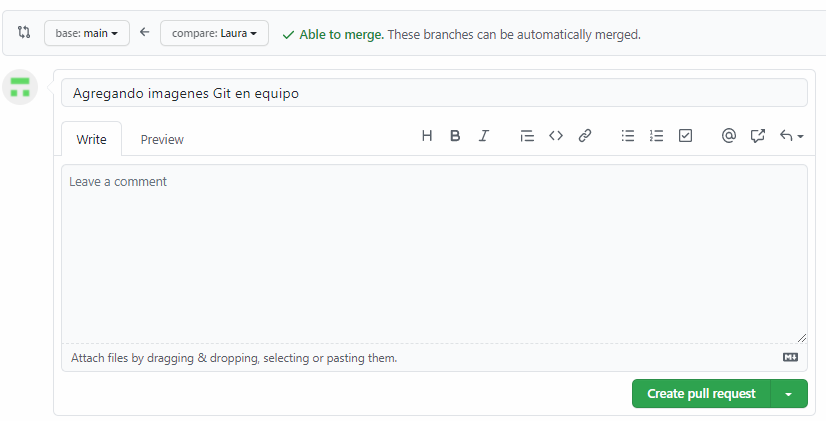 base: main compare: Laura Able to merge. These branches can be automatically merged.
Agregando imagenes Git en equipo
Write Preview H B I
Leave a comment
Attach files by dragging & dropping, selecting or pasting them.
Create pull request